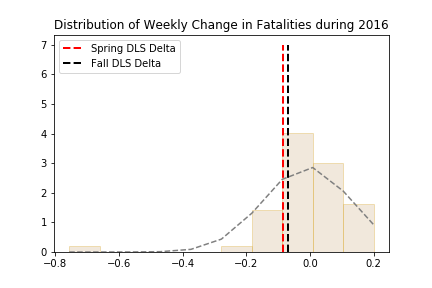 Distribution of Weekly Change in Fatalities during 2016
Spring DLS Delta
Fall DLS Delta
7
6
5
4
3
2
1
0
−0.8 −0.6 −0.4 −0.2 0.0 0.2